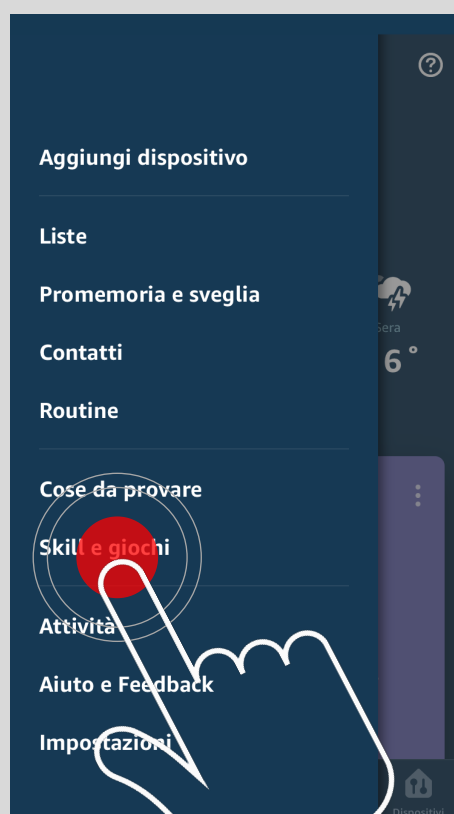 Aggiungi dispositivo
Liste
Sera
Promemoria e sveglia
6°
Contatti
Routine
Cose da provare
Skill e giochi
Attività
Aiuto e Feedback
Impostazioni
Dispositivi